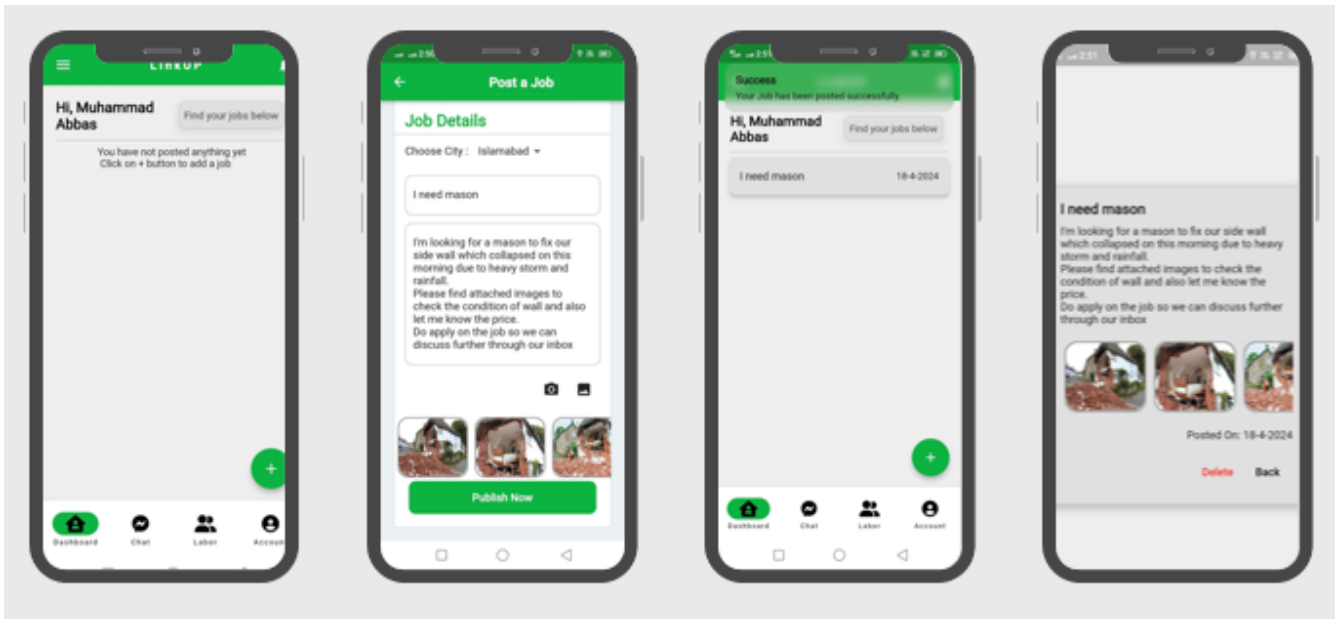 LinkUP
Hi, Muhammad
Abbas
Find your jobs below
You have not posted anything yet
Click on + button to add a job
+
Dashboard
Chat
Labor
Accoun
2:50
Post a Job
Job Details
Choose City : Islamabad
I need mason
I'm looking for a mason to fix our
side wall which collapsed on this
morning due to heavy storm and
rainfall.
Please find attached images to
check the condition of wall and also
let me know the price.
Do apply on the job so we can
discuss further through our inbox
Publish Now
2:51
Success
Your Job has been posted successfully
Hi, Muhammad
Abbas
Find your jobs below
I need mason 18-4-2024
+
Dashboard
Chat
Labor
Account
2:51
I need mason
I'm looking for a mason to fix our side wall
which collapsed on this morning due to heavy
storm and rainfall.
Please find attached images to check the
condition of wall and also let me know the
price.
Do apply on the job so we can discuss further
through our inbox
Posted On: 18-4-2024
Delete Back